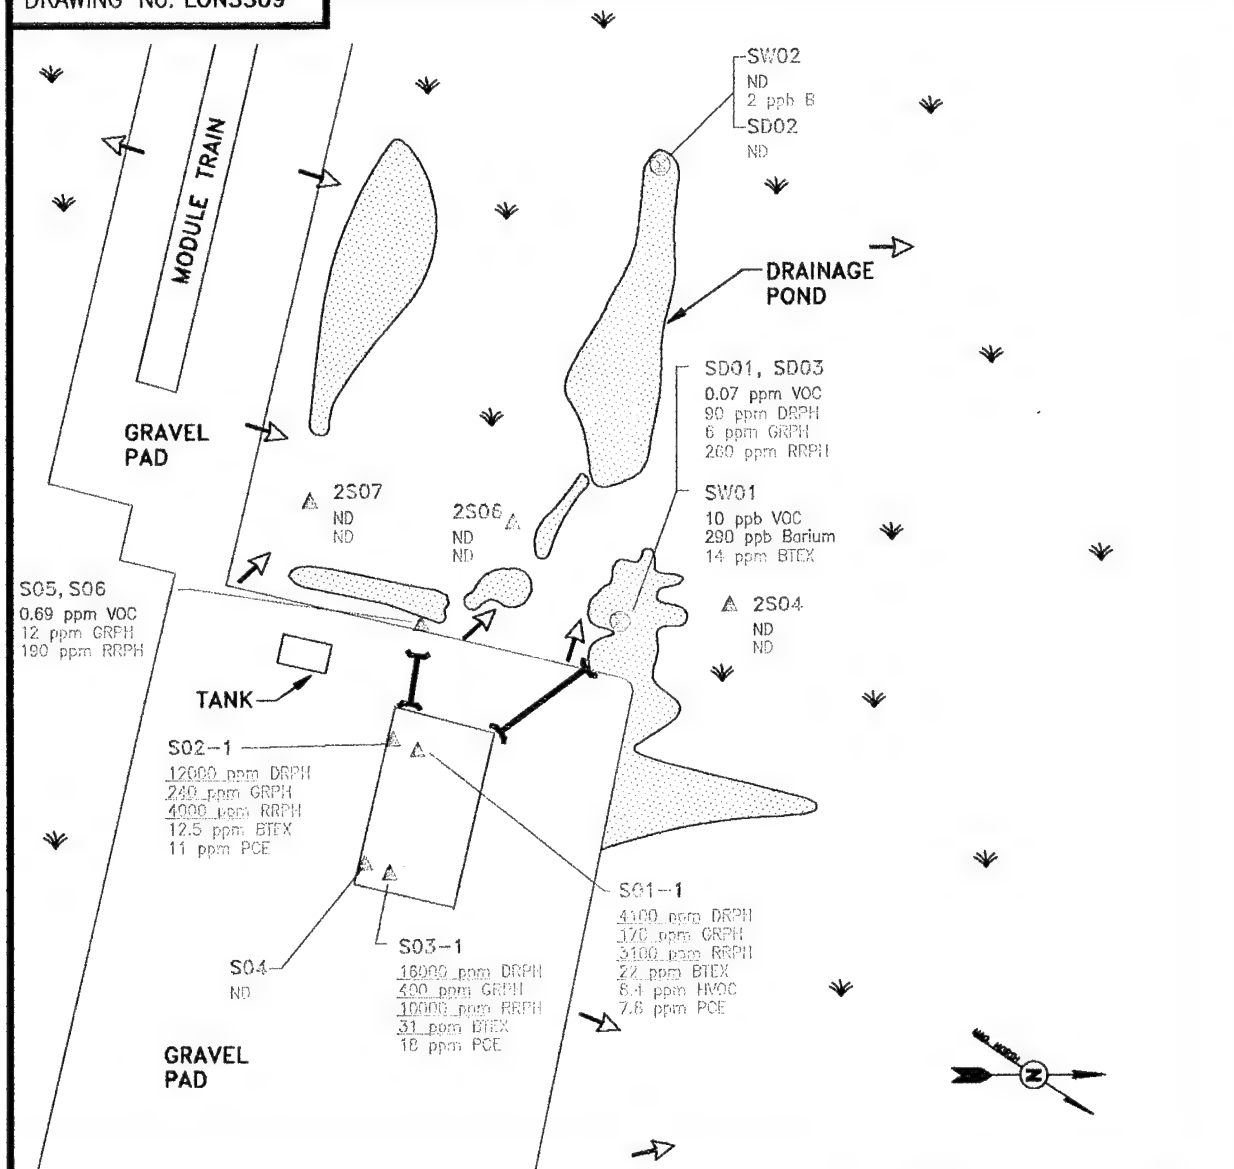 DRAWING No. LON3S09
SW02
ND
2 ppb B
SD02
ND
MODULE TRAIN
DRAINAGE
POND
SD01, SD03
0.07 ppm VOC
90 ppm DRPH
6 ppm GRPH
260 ppm RRPH
GRAVEL
PAD
2S07
ND
ND
2S06
ND
ND
SW01
10 ppb VOC
290 ppb Barium
14 ppm BTEX
S05, S06
0.69 ppm VOC
12 ppm GRPH
190 ppm RRPH
2S04
ND
ND
TANK
S02-1
12000 ppm DRPH
240 ppm GRPH
4000 ppm RRPH
12.5 ppm BTEX
11 ppm PCE
S01-1
4100 ppm DRPH
170 ppm GRPH
3100 ppm RRPH
22 ppm BTEX
8.4 ppm HVOC
7.6 ppm PCE
S03-1
16000 ppm DRPH
400 ppm GRPH
10000 ppm RRPH
31 ppm BTEX
18 ppm PCE
S04
ND
GRAVEL
PAD
MAG NORTH
N